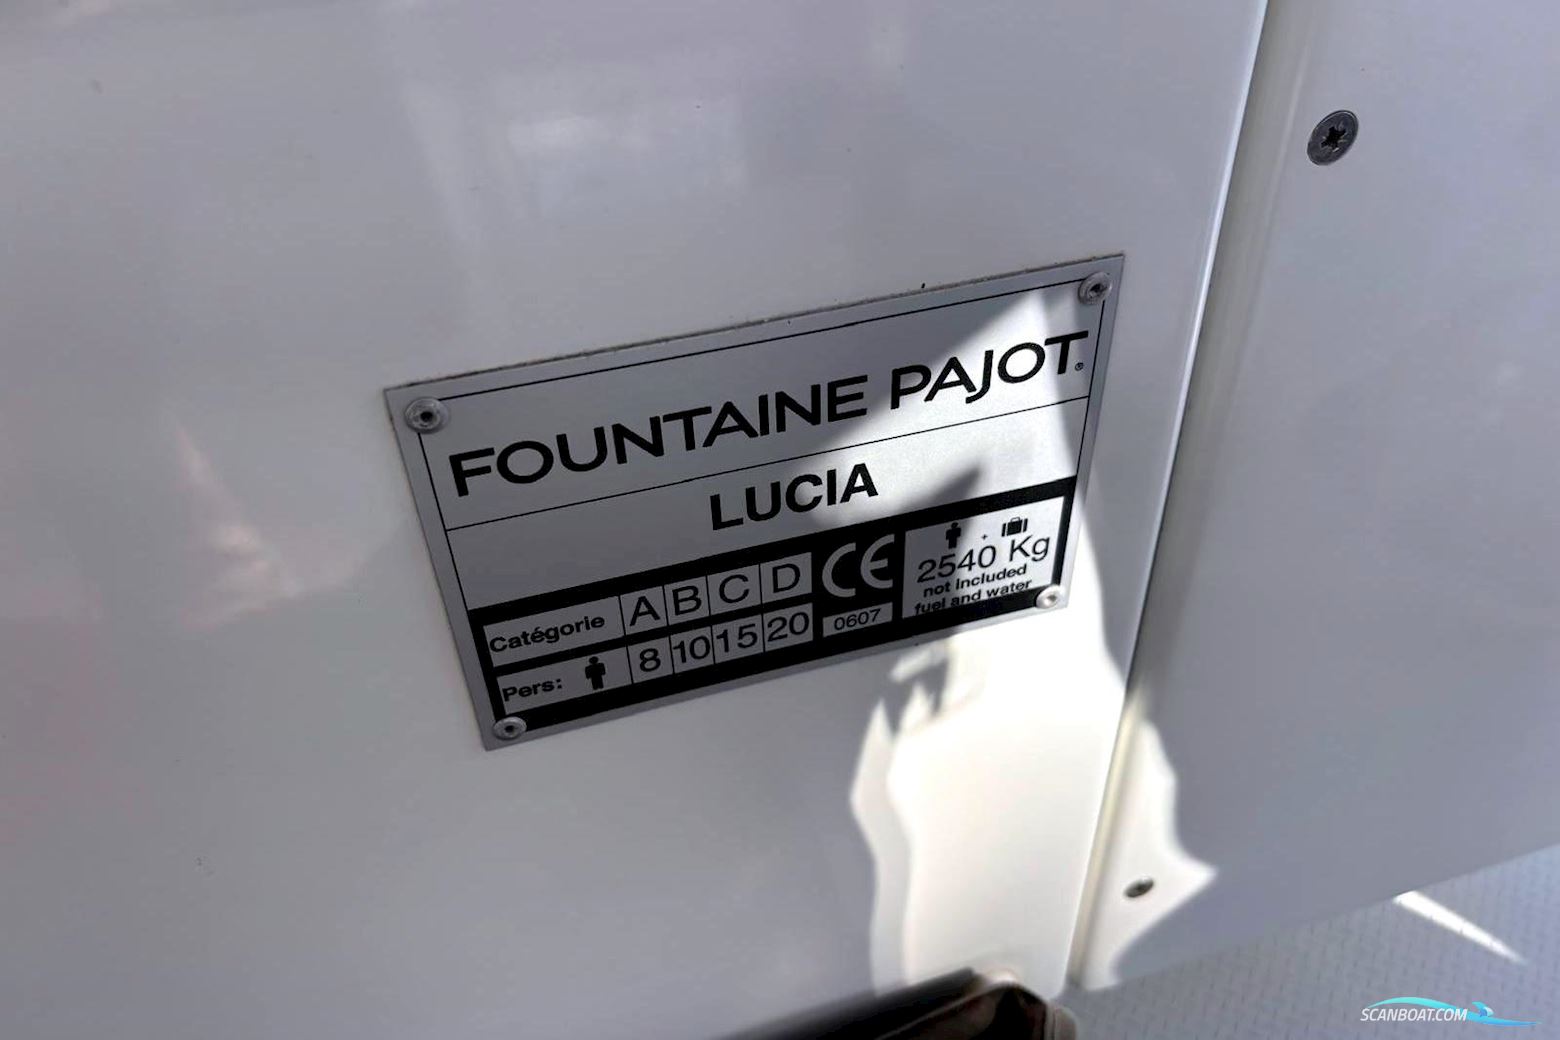 FOUNTAINE PAJOT®
LUCIA
Catégorie A B C D
Pers: 8 10 15 20
CE
0607
+
2540 Kg
not included
fuel and water
SCANBOAT.COM